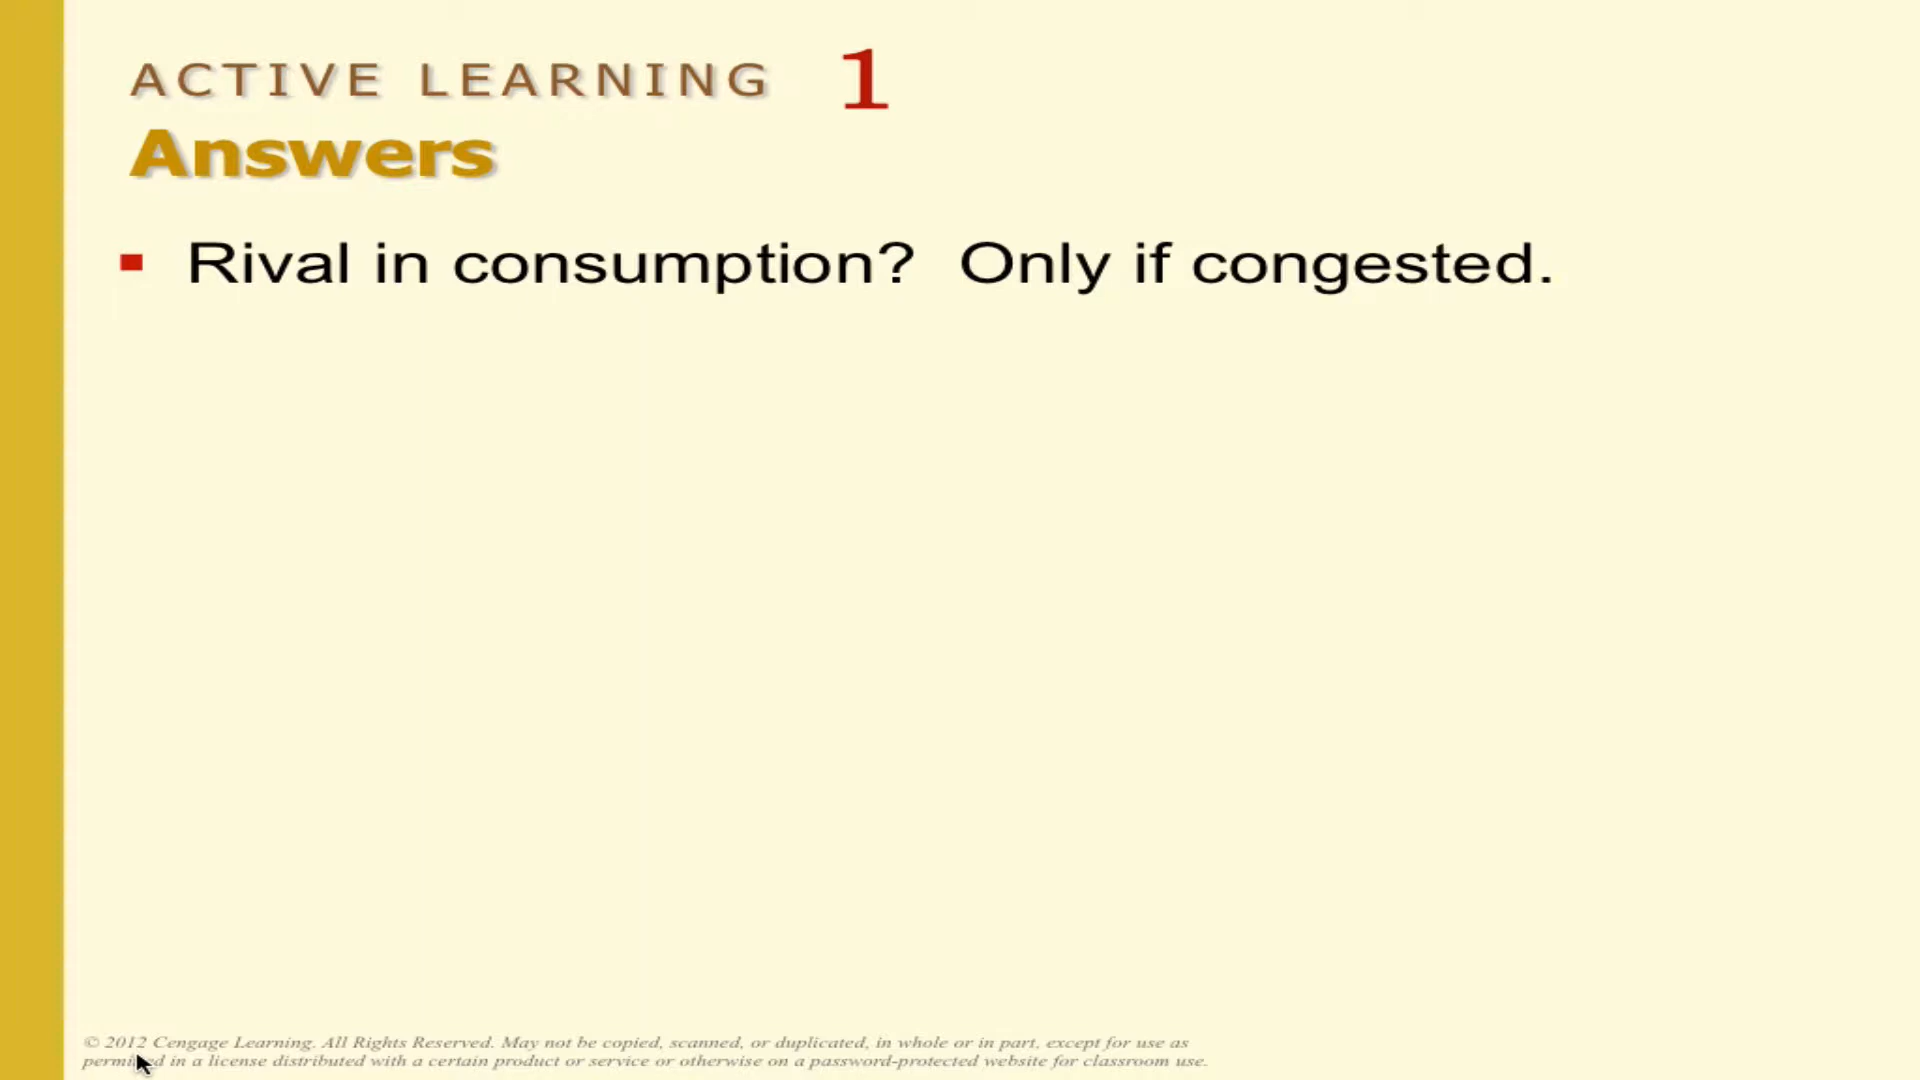 ACTIVE LEARNING 1
Answers
Rival in consumption? Only if congested.
© 2012 Cengage Learning. All Rights Reserved. May not be copied, scanned, or duplicated, in whole or in part, except for use as
permitted in a license distributed with a certain product or service or otherwise on a password-protected website for classroom use.